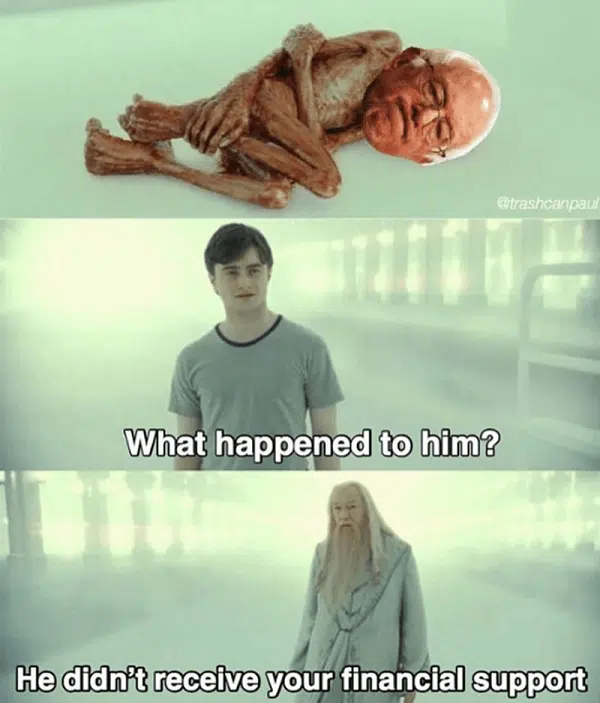 @trashcanpaul
What happened to him?
He didn't receive your financial support